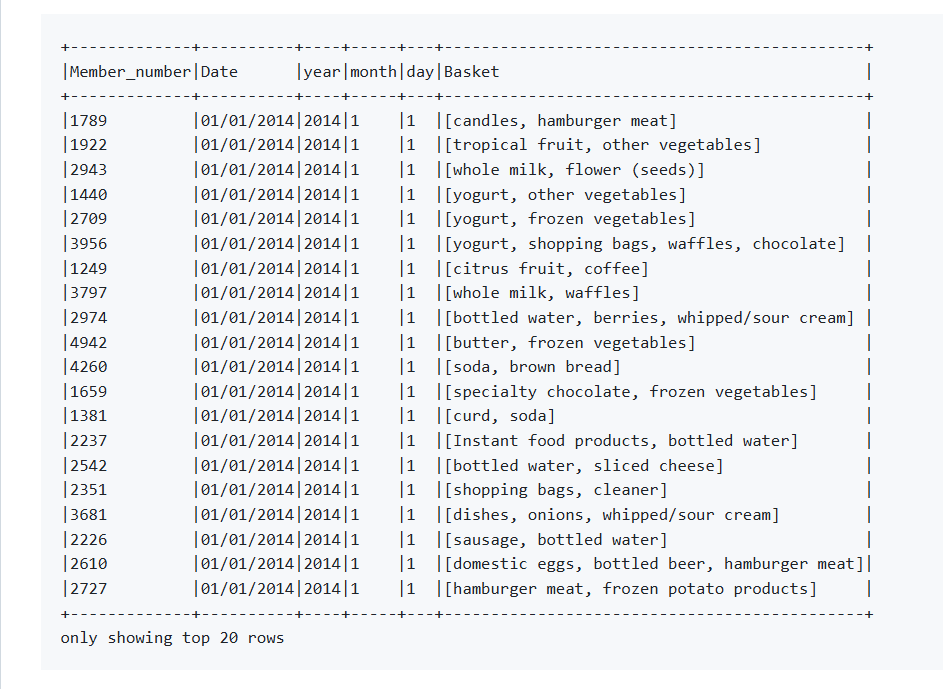 +-------------+----------+----+-----+---+---------------------------------------------+
|Member_number|Date      |year|month|day|Basket                                       |
+-------------+----------+----+-----+---+---------------------------------------------+
|1789         |01/01/2014|2014|1    |1  |[candles, hamburger meat]                    |
|1922         |01/01/2014|2014|1    |1  |[tropical fruit, other vegetables]           |
|2943         |01/01/2014|2014|1    |1  |[whole milk, flower (seeds)]                 |
|1440         |01/01/2014|2014|1    |1  |[yogurt, other vegetables]                   |
|2709         |01/01/2014|2014|1    |1  |[yogurt, frozen vegetables]                  |
|3956         |01/01/2014|2014|1    |1  |[yogurt, shopping bags, waffles, chocolate]  |
|1249         |01/01/2014|2014|1    |1  |[citrus fruit, coffee]                       |
|3797         |01/01/2014|2014|1    |1  |[whole milk, waffles]                        |
|2974         |01/01/2014|2014|1    |1  |[bottled water, berries, whipped/sour cream] |
|4942         |01/01/2014|2014|1    |1  |[butter, frozen vegetables]                  |
|4260         |01/01/2014|2014|1    |1  |[soda, brown bread]                          |
|1659         |01/01/2014|2014|1    |1  |[specialty chocolate, frozen vegetables]     |
|1381         |01/01/2014|2014|1    |1  |[curd, soda]                                 |
|2237         |01/01/2014|2014|1    |1  |[Instant food products, bottled water]       |
|2542         |01/01/2014|2014|1    |1  |[bottled water, sliced cheese]               |
|2351         |01/01/2014|2014|1    |1  |[shopping bags, cleaner]                     |
|3681         |01/01/2014|2014|1    |1  |[dishes, onions, whipped/sour cream]         |
|2226         |01/01/2014|2014|1    |1  |[sausage, bottled water]                     |
|2610         |01/01/2014|2014|1    |1  |[domestic eggs, bottled beer, hamburger meat]|
|2727         |01/01/2014|2014|1    |1  |[hamburger meat, frozen potato products]     |
+-------------+----------+----+-----+---+---------------------------------------------+
only showing top 20 rows